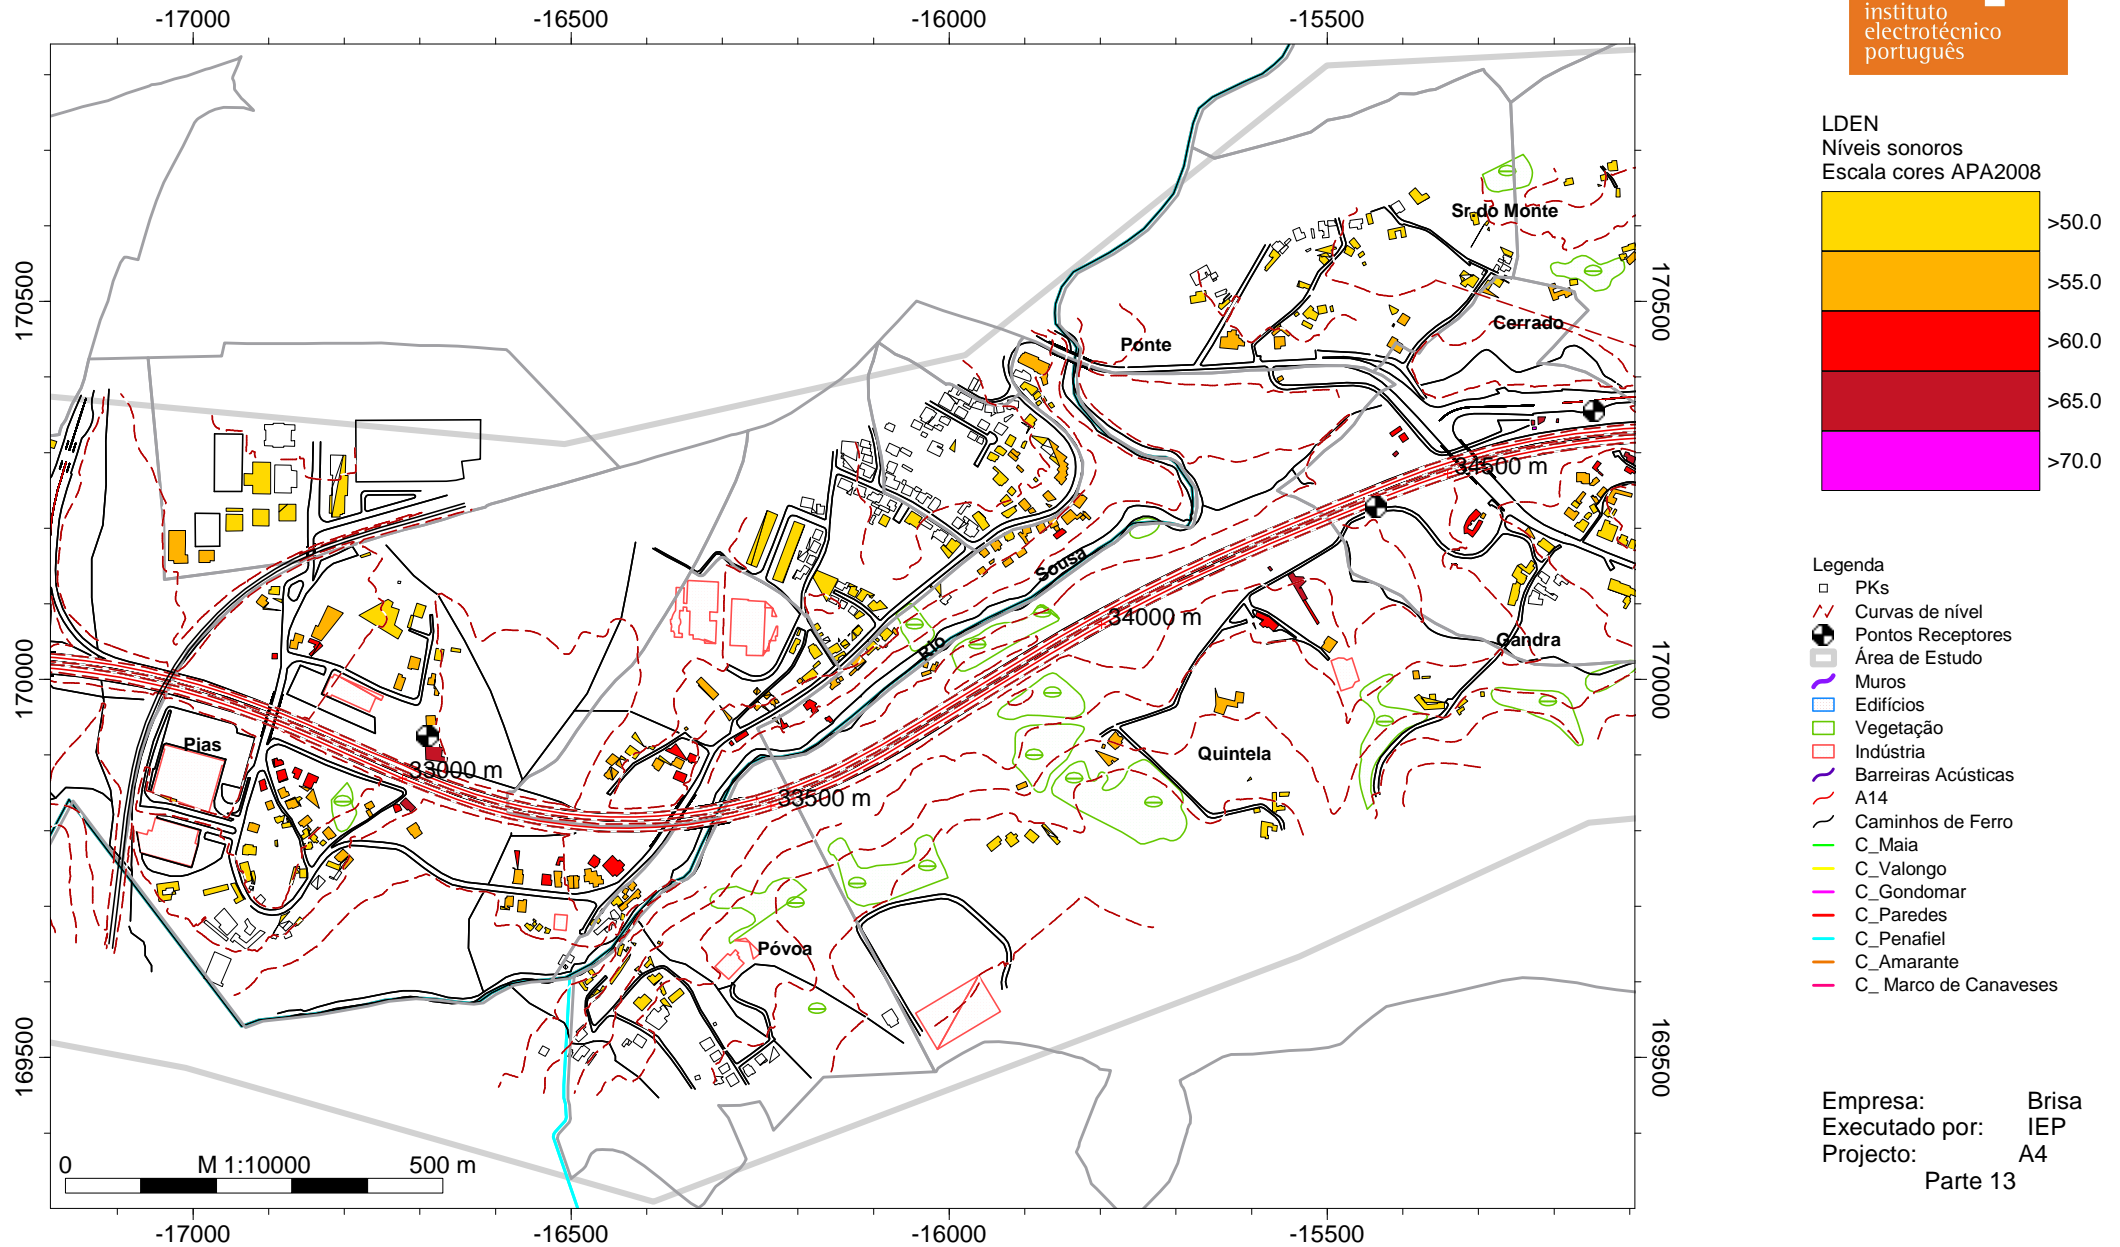 -17000
-16500
-16000
-15500
instituto
electrotécnico
português
LDEN
Níveis sonoros
Escala cores APA2008
>50.0
>55.0
>60.0
>65.0
>70.0
170500
170000
169500
170500
170000
169500
Sr.do Monte
Cerrado
Ponte
34500 m
Sousa
Rio
34000 m
Gandra
Quintela
Pias
33000 m
33500 m
Póvoa
Legenda
PKs
Curvas de nível
Pontos Receptores
Área de Estudo
Muros
Edifícios
Vegetação
Indústria
Barreiras Acústicas
A14
Caminhos de Ferro
C_Maia
C_Valongo
C_Gondomar
C_Paredes
C_Penafiel
C_Amarante
C_ Marco de Canaveses
Empresa: Brisa
Executado por: IEP
Projecto: A4
Parte 13
0 M 1:10000 500 m
-17000
-16500
-16000
-15500